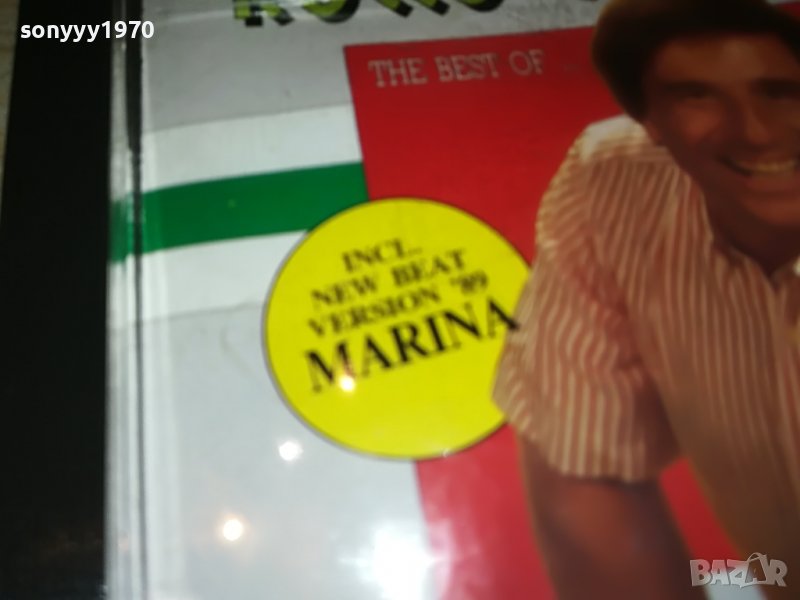 sonyyy1970
THE BEST OF
INCL.
NEW BEAT
VERSION '89
MARINA
BAZAR